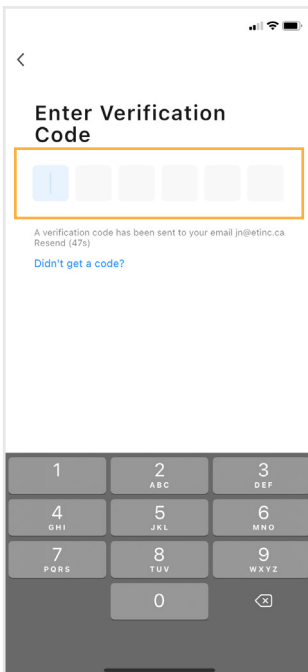 Enter Verification
Code
A verification code has been sent to your email jn@etinc.ca
Resend (47s)
Didn't get a code?
1 2 3
ABC DEF
4 5 6
GHI JKL MNO
7 8 9
PQRS TUV WXYZ
0